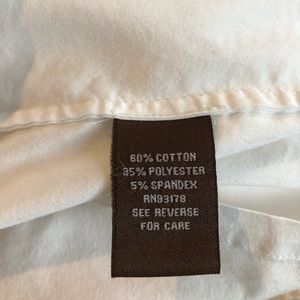 60% COTTON
35% POLYESTER
5% SPANDEX
RN93178
SEE REVERSE
FOR CARE